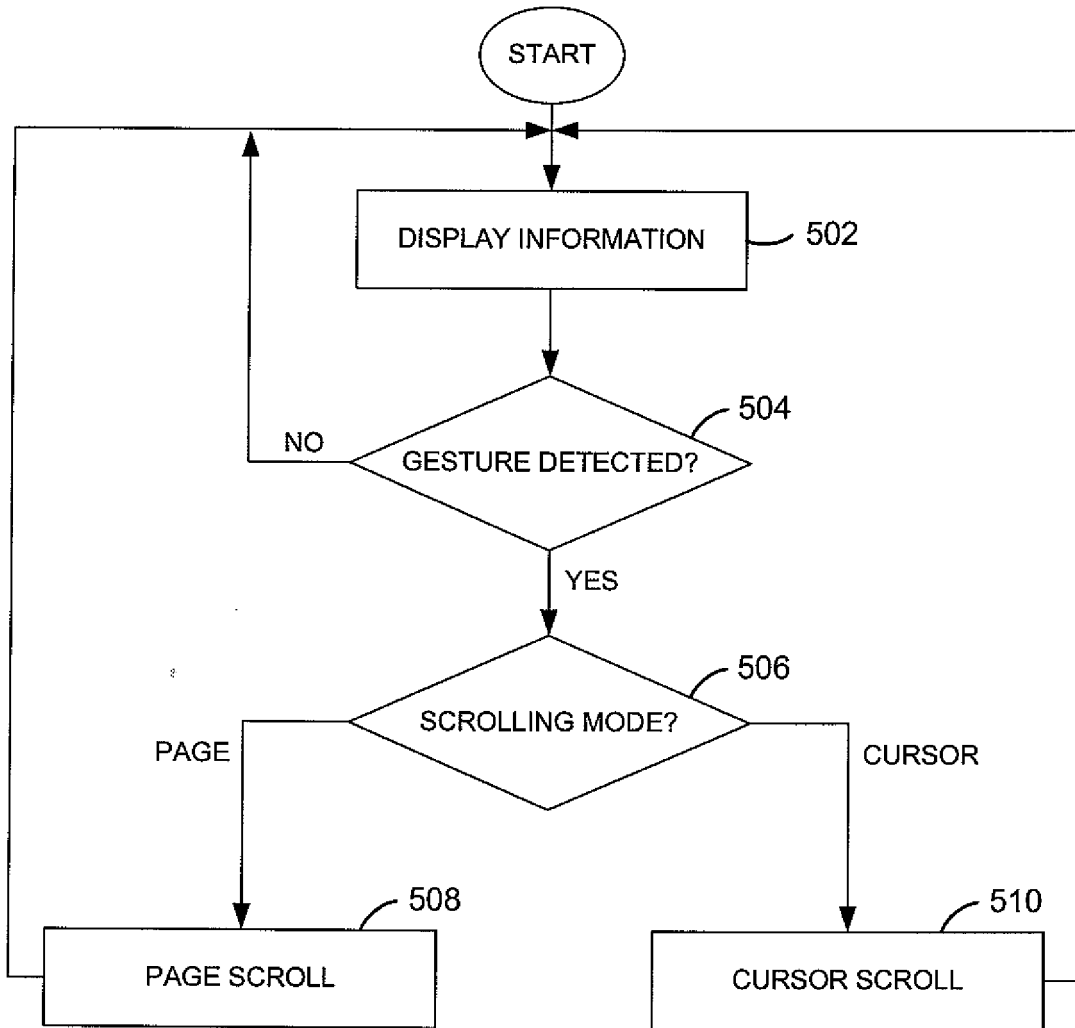 START
DISPLAY INFORMATION
502
504
GESTURE DETECTED?
NO
YES
506
SCROLLING MODE?
PAGE
CURSOR
508
PAGE SCROLL
510
CURSOR SCROLL